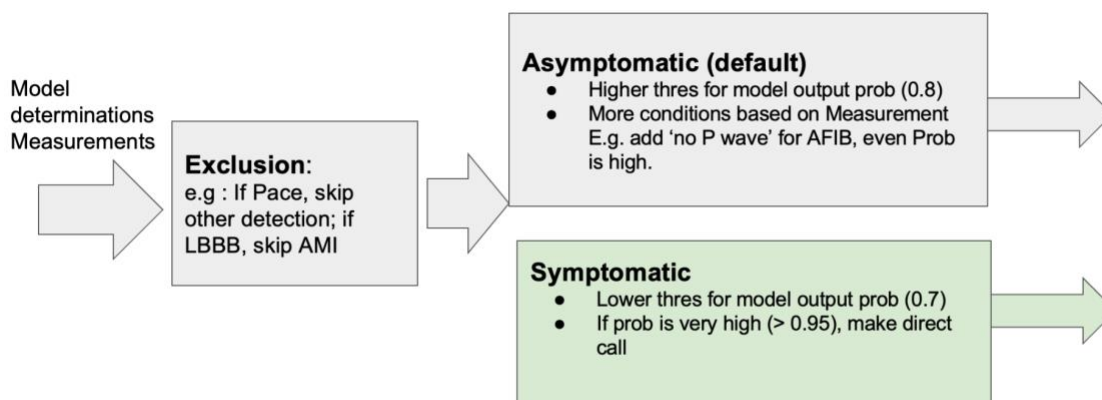 Model
determinations
Measurements
Exclusion:
e.g : If Pace, skip
other detection; if
LBBB, skip AMI
Asymptomatic (default)
● Higher thres for model output prob (0.8)
● More conditions based on Measurement
E.g. add ‘no P wave’ for AFIB, even Prob
is high.
Symptomatic
● Lower thres for model output prob (0.7)
● If prob is very high (> 0.95), make direct
call